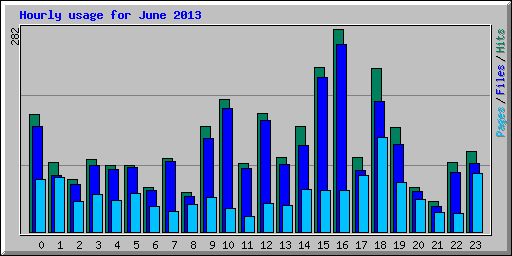 Hourly usage for June 2013
282
Pages/Files/Hits
0 1 2 3 4 5 6 7 8 9 10 11 12 13 14 15 16 17 18 19 20 21 22 23